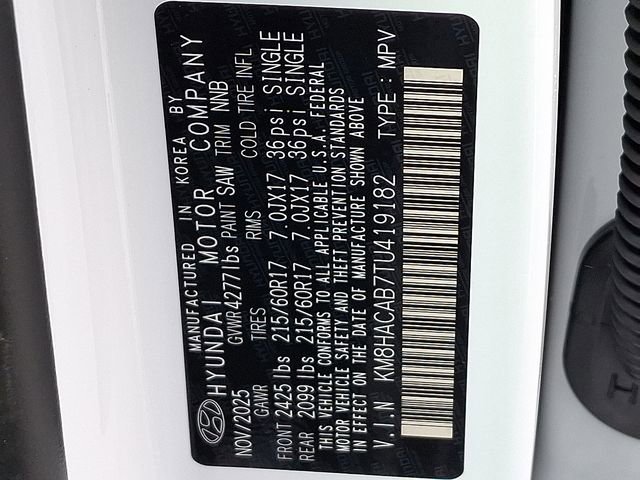 MANUFACTURED IN KOREA BY
HYUNDAI MOTOR COMPANY
NOV/2025 GVWR 4277 lbs PAINT SAW TRIM NNB
GAWR TIRES RIMS COLD TIRE INFL
FRONT 2425 lbs 215/60R17 7.0JX17 36psi SINGLE
REAR 2099 lbs 215/60R17 7.0JX17 36psi SINGLE
THIS VEHICLE CONFORMS TO ALL APPLICABLE U.S.A. FEDERAL
MOTOR VEHICLE SAFETY AND THEFT PREVENTION STANDARDS
IN EFFECT ON THE DATE OF MANUFACTURE SHOWN ABOVE
V.I.N KM8HACAB7TU419182 TYPE : MPV